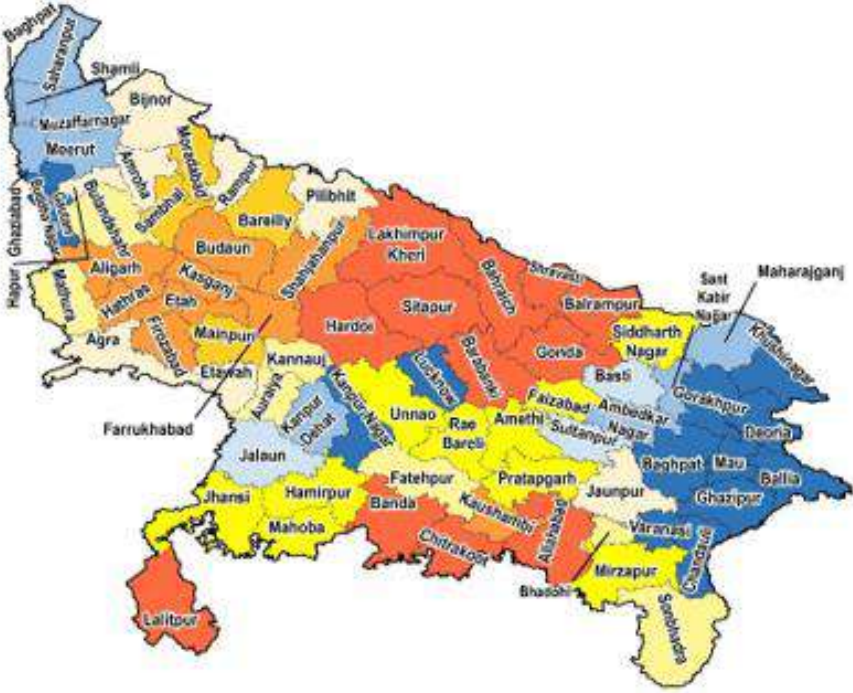 Baghpat
Saharanpur
Shamli
Bijnor
Muzaffarnagar
Meerut
Moradabad
Amroha
Rampur
Sambhal
Pilibhit
Bareilly
Ghaziabad
Gautam
Buddha Nagar
Bulandshahr
Budaun
Shahjahanpur
Lakhimpur
Kheri
Bahraich
Shravasti
Sant
Kabir
Nagar
Maharajganj
Hapur
Aligarh
Kasganj
Mathura
Hathras
Etah
Sitapur
Balrampur
Siddharth
Nagar
Khushinagar
Agra
Firozabad
Mainpuri
Hardoi
Gonda
Etawah
Kannauj
Lucknow
Barabanki
Basti
Gorakhpur
Farrukhabad
Auraiya
Kanpur
Dehat
Kanpur Nagar
Unnao
Rae
Bareli
Amethi
Faizabad
Ambedkar
Nagar
Sultanpur
Deoria
Jalaun
Baghpat
Mau
Ballia
Fatehpur
Pratapgarh
Jaunpur
Ghazipur
Jhansi
Hamirpur
Banda
Kaushambi
Allahabad
Varanasi
Mahoba
Chitrakoot
Bhadohi
Mirzapur
Chandauli
Lalitpur
Sonbhadra